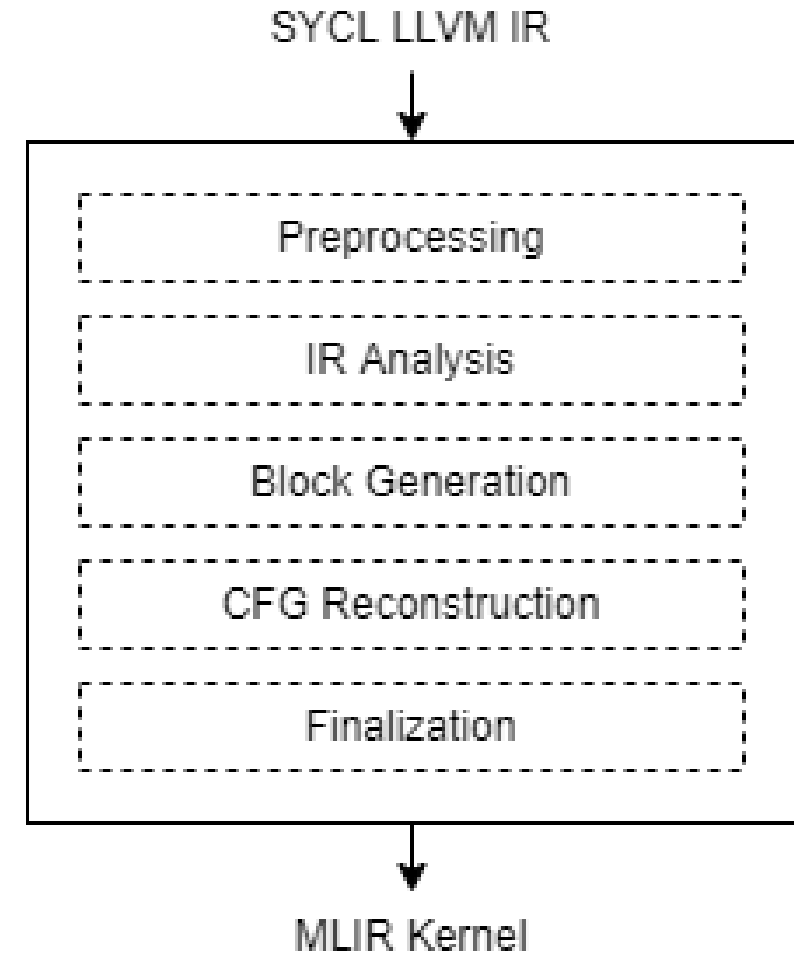 SYCL LLVM IR
Preprocessing
IR Analysis
Block Generation
CFG Reconstruction
Finalization
MLIR Kernel